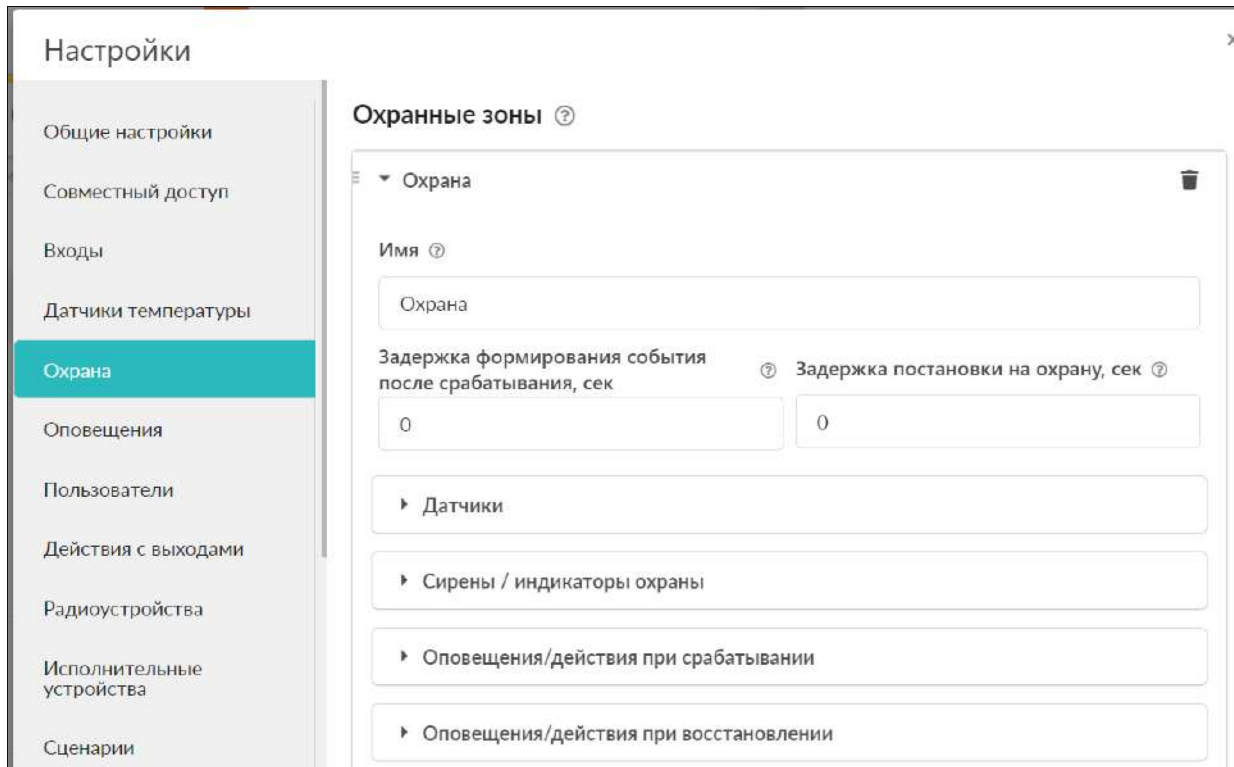 Настройки
Общие настройки
Совместный доступ
Входы
Датчики температуры
Охрана
Оповещения
Пользователи
Действия с выходами
Радиоустройства
Исполнительные
устройства
Сценарии
Охранные зоны
Охрана
Имя
Охрана
Задержка формирования события
после срабатывания, сек
0
Задержка постановки на охрану, сек
0
Датчики
Сирены / индикаторы охраны
Оповещения/действия при срабатывании
Оповещения/действия при восстановлении